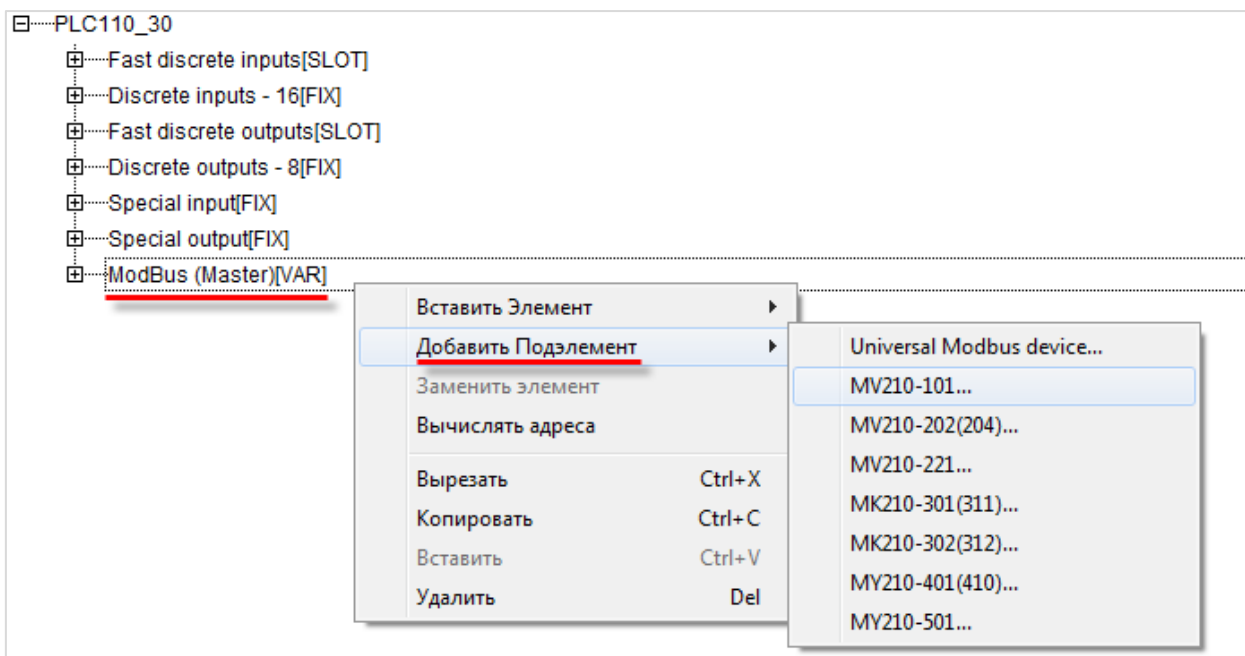 PLC110_30
Fast discrete inputs[SLOT]
Discrete inputs - 16[FIX]
Fast discrete outputs[SLOT]
Discrete outputs - 8[FIX]
Special input[FIX]
Special output[FIX]
ModBus (Master)[VAR]
Вставить Элемент
Добавить Подэлемент
Заменить элемент
Вычислять адреса
Вырезать Ctrl+X
Копировать Ctrl+C
Вставить Ctrl+V
Удалить Del
Universal Modbus device...
MV210-101...
MV210-202(204)...
MV210-221...
MK210-301(311)...
MK210-302(312)...
MY210-401(410)...
MY210-501...